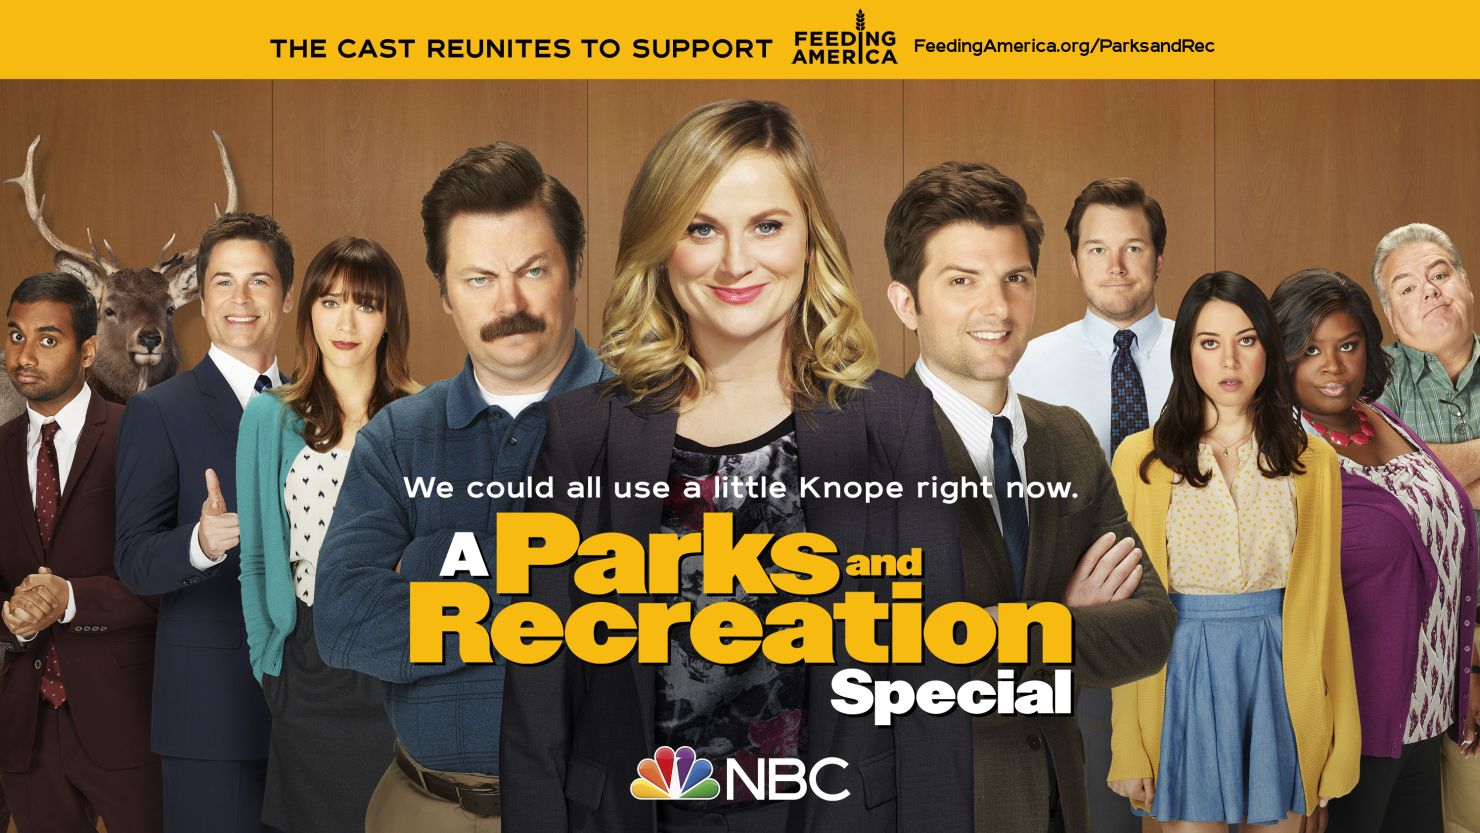 THE CAST REUNITES TO SUPPORT FEEDING AMERICA FeedingAmerica.org/ParksandRec
We could all use a little Knope right now.
A Parks and
Recreation
Special
NBC